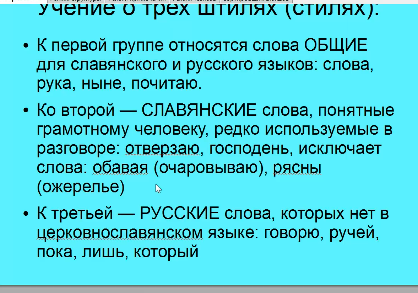 Учение о трех штилях (стилях):
• К первой группе относятся слова ОБЩИЕ
для славянского и русского языков: слова,
рука, ныне, почитаю.
• Ко второй — СЛАВЯНСКИЕ слова, понятные
грамотному человеку, редко используемые в
разговоре: отверзаю, господень, исключает
слова: обавая (очаровываю), рясны
(ожерелье)
• К третьей — РУССКИЕ слова, которых нет в
церковнославянском языке: говорю, ручей,
пока, лишь, который